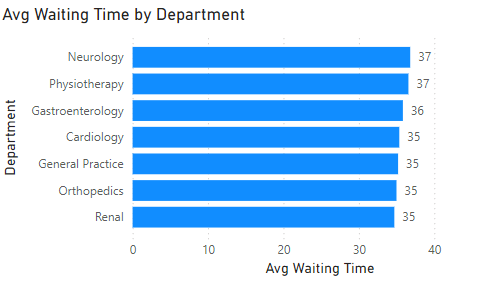 Avg Waiting Time by Department
Department
Neurology 37
Physiotherapy 37
Gastroenterology 36
Cardiology 35
General Practice 35
Orthopedics 35
Renal 35
0 10 20 30 40
Avg Waiting Time